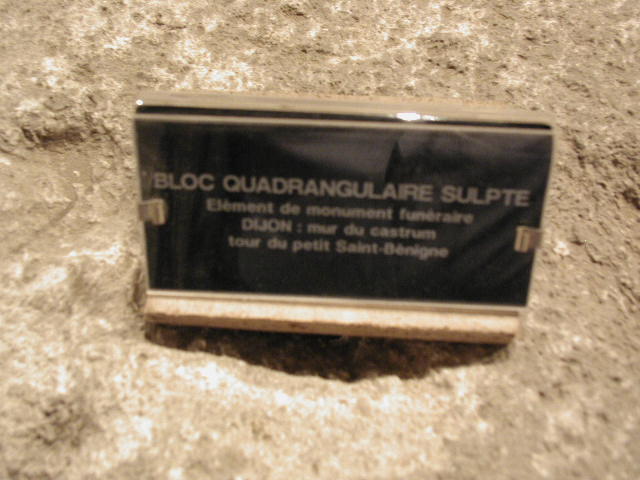 BLOC QUADRANGULAIRE SULPTE
Elément de monument funéraire
DIJON : mur du castrum
tour du petit Saint-Bénigne